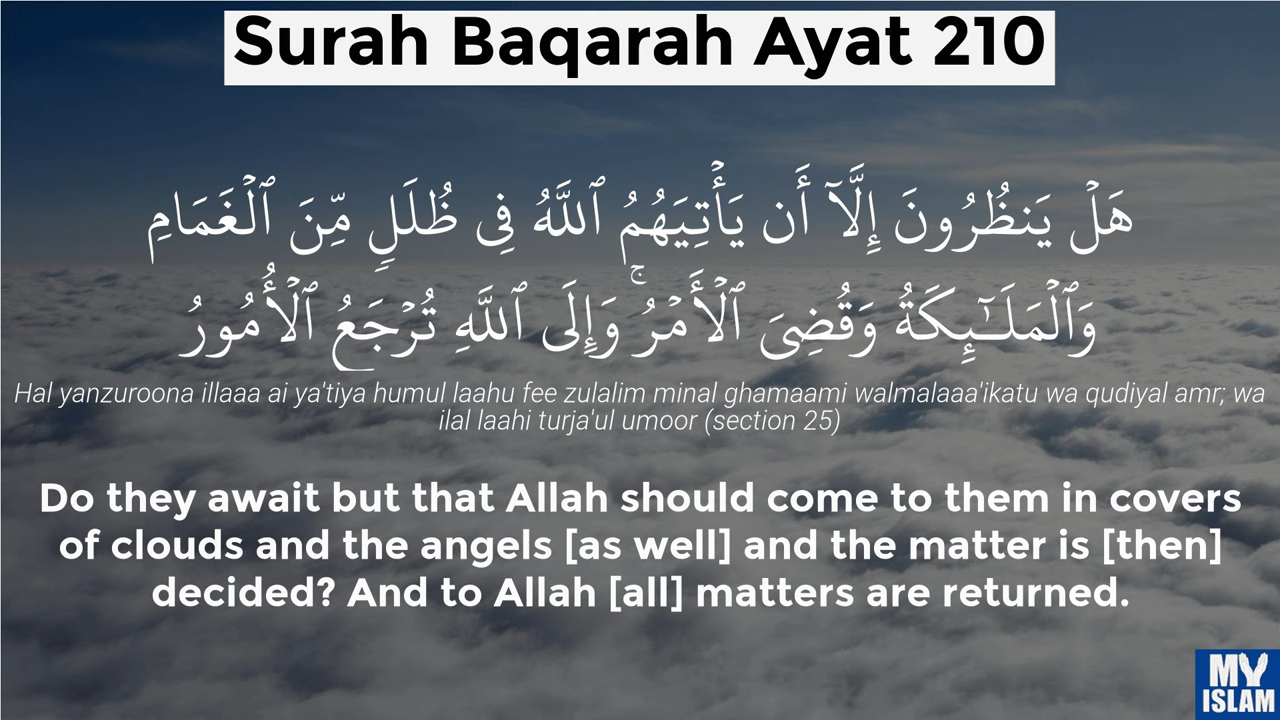 Surah Baqarah Ayat 210
هَلۡ يَنظُرُونَ إِلَّآ أَن يَأۡتِيَهُمُ ٱللَّهُ فِى ظُلَلٍ مِّنَ ٱلۡغَمَامِ
وَٱلۡمَلَـٰٓئِكَةُ وَقُضِىَ ٱلۡأَمۡرُۚ وَإِلَى ٱللَّهِ تُرۡجَعُ ٱلۡأُمُورُ
Hal yanzuroona illaaa ai ya'tiya humul laahu fee zulalim minal ghamaami walmalaaa'ikatu wa qudiyal amr; wa
ilal laahi turja'ul umoor (section 25)
Do they await but that Allah should come to them in covers
of clouds and the angels [as well] and the matter is [then]
decided? And to Allah [all] matters are returned.
MY
ISLAM